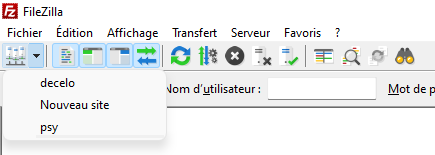 FileZilla
Fichier Édition Affichage Transfert Serveur Favoris ?
decelo
Nouveau site
psy
Nom d'utilisateur : Mot de p